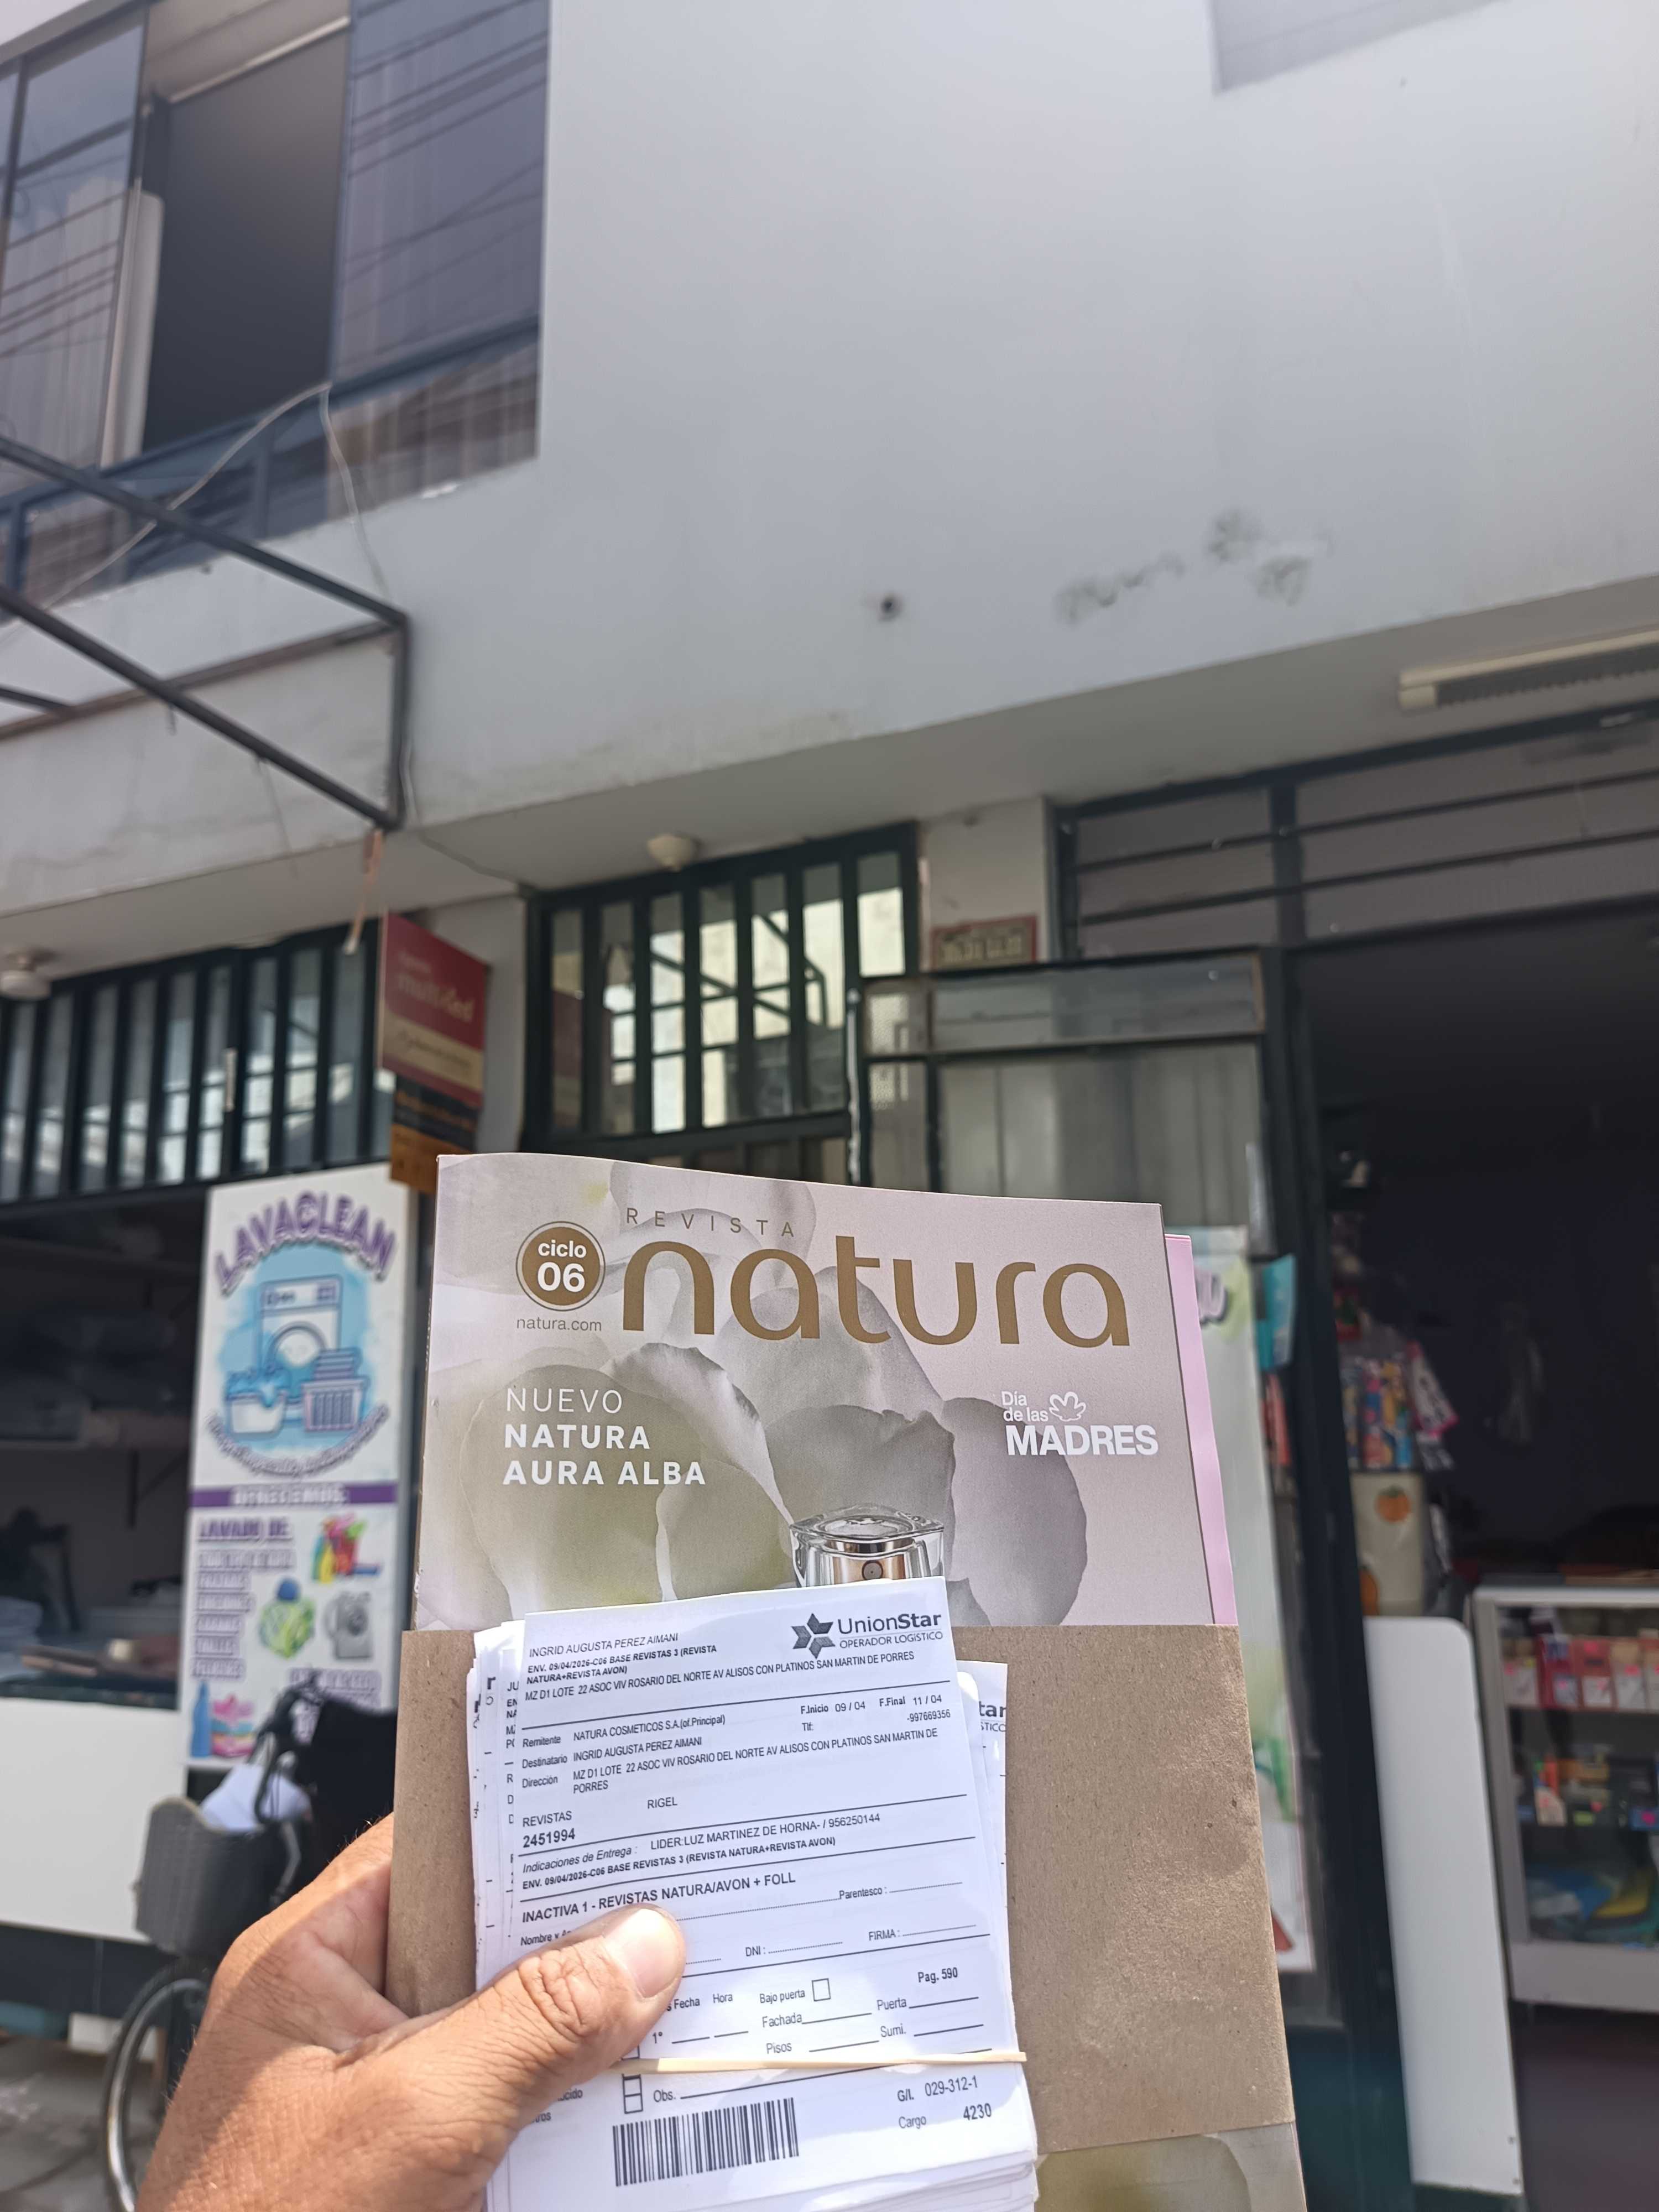 multired
LAVACLEAN
OFRECEMOS:
LAVADO DE:
REVISTA
ciclo
06
natura
natura.com
NUEVO
NATURA
AURA ALBA
Día
de las
MADRES
UnionStar
OPERADOR LOGÍSTICO
INGRID AUGUSTA PEREZ AIMANI
ENV. 09/04/2026-C06 BASE REVISTAS 3 (REVISTA
NATURA+REVISTA AVON)
MZ D1 LOTE 22 ASOC VIV ROSARIO DEL NORTE AV ALISOS CON PLATINOS SAN MARTIN DE PORRES
F.Inicio 09 / 04 F.Final 11 / 04
Remitente NATURA COSMETICOS S.A.(of.Principal) Tlf: -997669356
Destinatario INGRID AUGUSTA PEREZ AIMANI
Dirección MZ D1 LOTE 22 ASOC VIV ROSARIO DEL NORTE AV ALISOS CON PLATINOS SAN MARTIN DE
PORRES
REVISTAS RIGEL
2451994
Indicaciones de Entrega : LIDER:LUZ MARTINEZ DE HORNA- / 956250144
ENV. 09/04/2026-C06 BASE REVISTAS 3 (REVISTA NATURA+REVISTA AVON)
INACTIVA 1 - REVISTAS NATURA/AVON + FOLL
Nombre y Parentesco :
DNI : FIRMA :
Pag. 590
Fecha Hora Bajo puerta
1° Fachada Puerta
Pisos Sumi.
Obs.
G/L 029-312-1
Cargo 4230